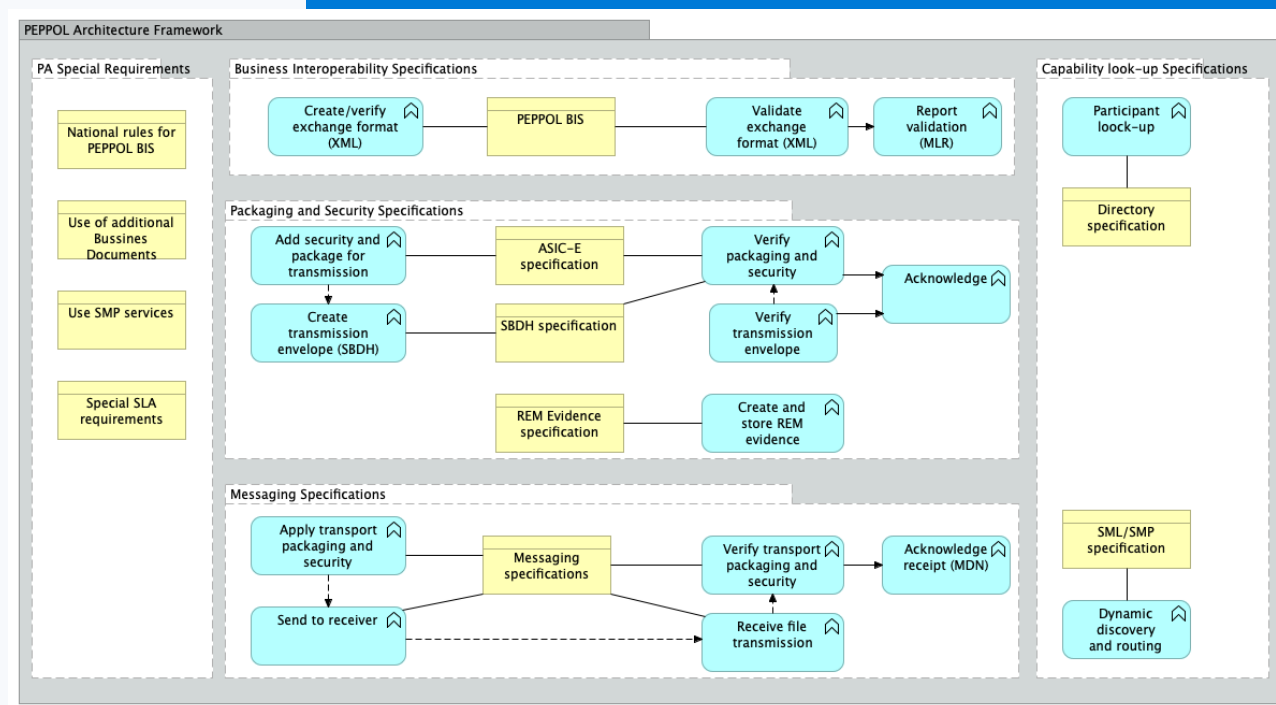 PEPPOL Architecture Framework
PA Special Requirements
National rules for
PEPPOL BIS
Use of additional
Bussines
Documents
Use SMP services
Special SLA
requirements
Business Interoperability Specifications
Create/verify
exchange format
(XML)
PEPPOL BIS
Validate
exchange
format (XML)
Report
validation
(MLR)
Packaging and Security Specifications
Add security and
package for
transmission
ASIC-E
specification
Verify
packaging and
security
Acknowledge
Create
transmission
envelope (SBDH)
SBDH specification
Verify
transmission
envelope
REM Evidence
specification
Create and
store REM
evidence
Messaging Specifications
Apply transport
packaging and
security
Messaging
specifications
Verify transport
packaging and
security
Acknowledge
receipt (MDN)
Send to receiver
Receive file
transmission
Capability look-up Specifications
Participant
loock-up
Directory
specification
SML/SMP
specification
Dynamic
discovery
and routing